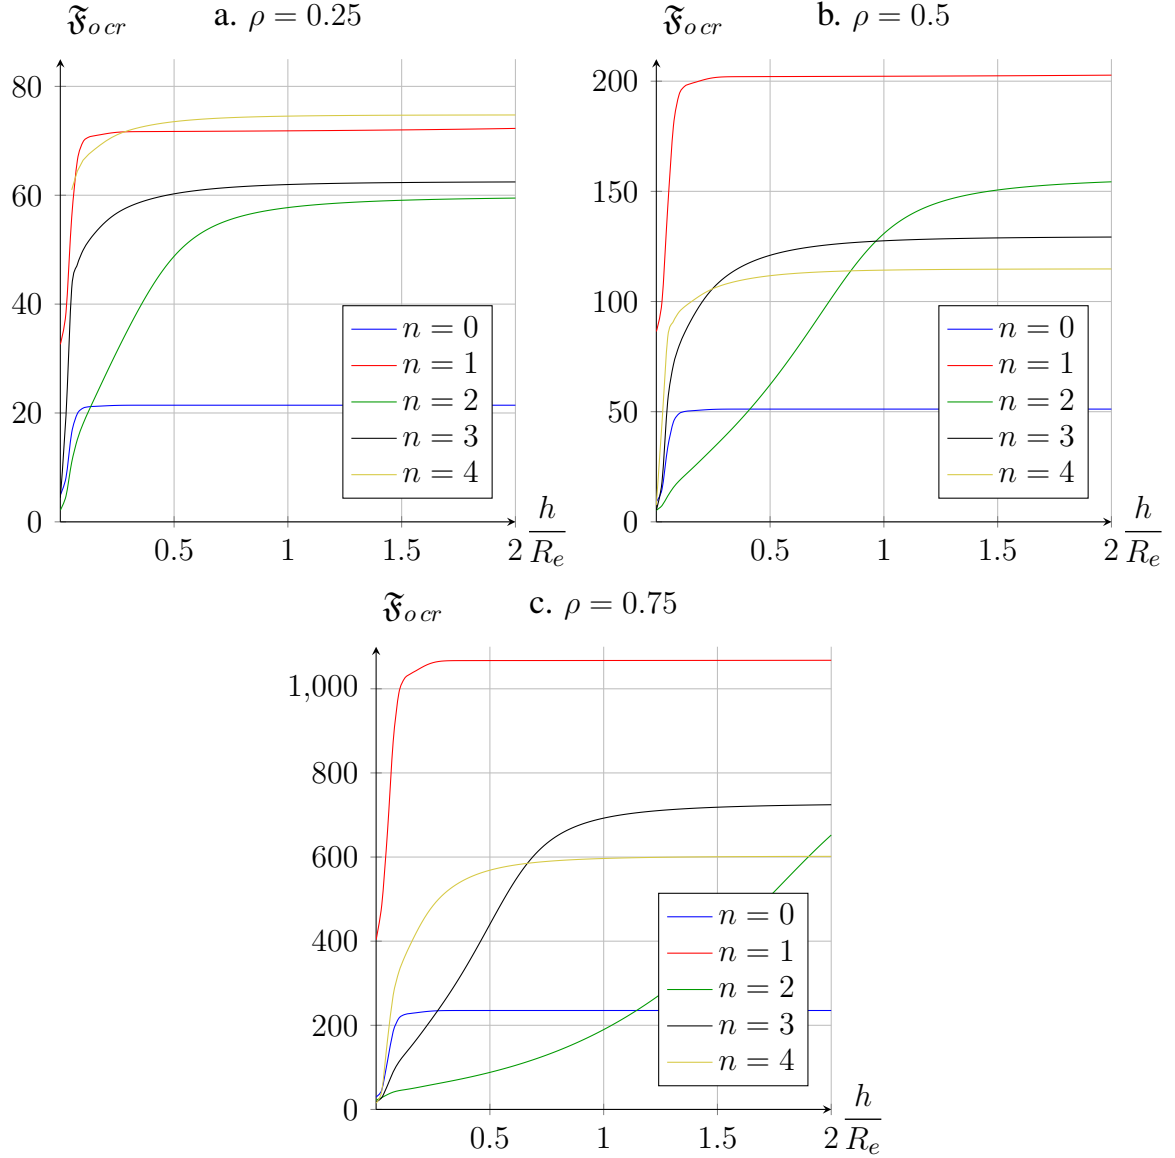 𝔉ₒ cr a. ρ = 0.25
80
60
40
20
0
0.5 1 1.5 2
h/Rₑ
n = 0
n = 1
n = 2
n = 3
n = 4
𝔉ₒ cr b. ρ = 0.5
200
150
100
50
0
0.5 1 1.5 2
h/Rₑ
n = 0
n = 1
n = 2
n = 3
n = 4
𝔉ₒ cr c. ρ = 0.75
1,000
800
600
400
200
0
0.5 1 1.5 2
h/Rₑ
n = 0
n = 1
n = 2
n = 3
n = 4